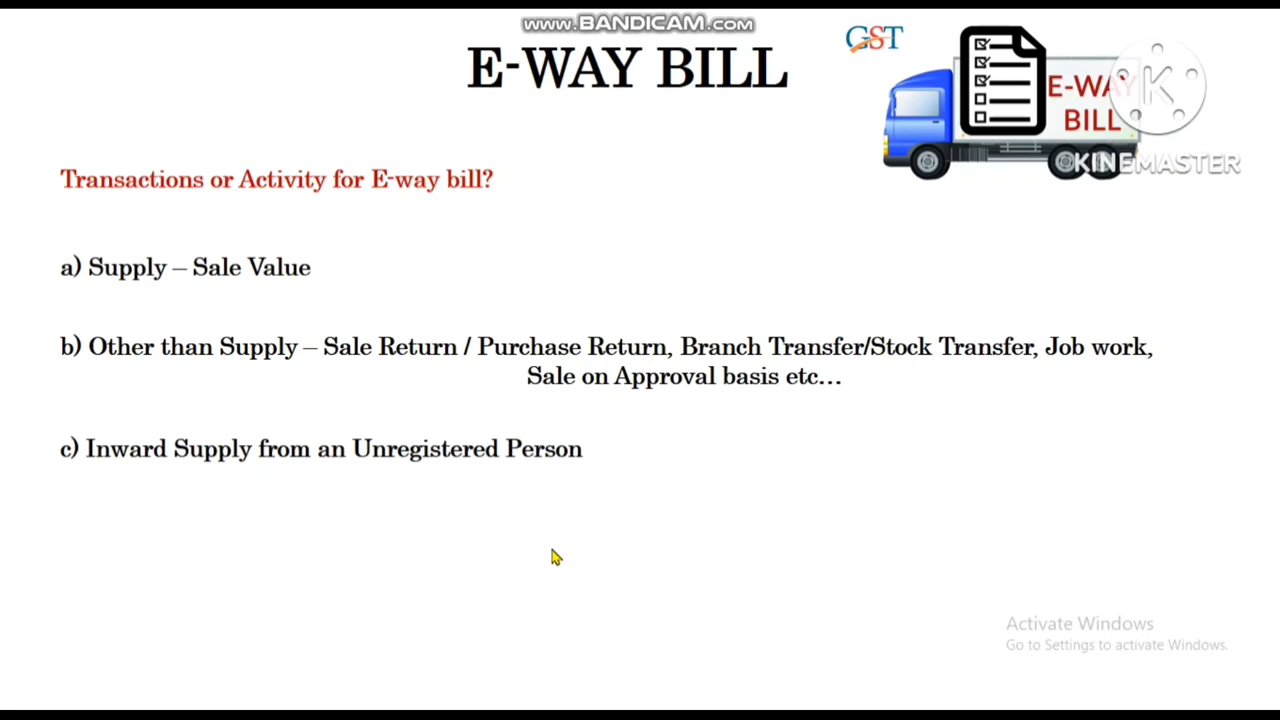 www.BANDICAM.com
E-WAY BILL
GST
E-WAY
BILL
K
KINEMASTER
Transactions or Activity for E-way bill?
a) Supply – Sale Value
b) Other than Supply – Sale Return / Purchase Return, Branch Transfer/Stock Transfer, Job work,
Sale on Approval basis etc...
c) Inward Supply from an Unregistered Person
Activate Windows
Go to Settings to activate Windows.